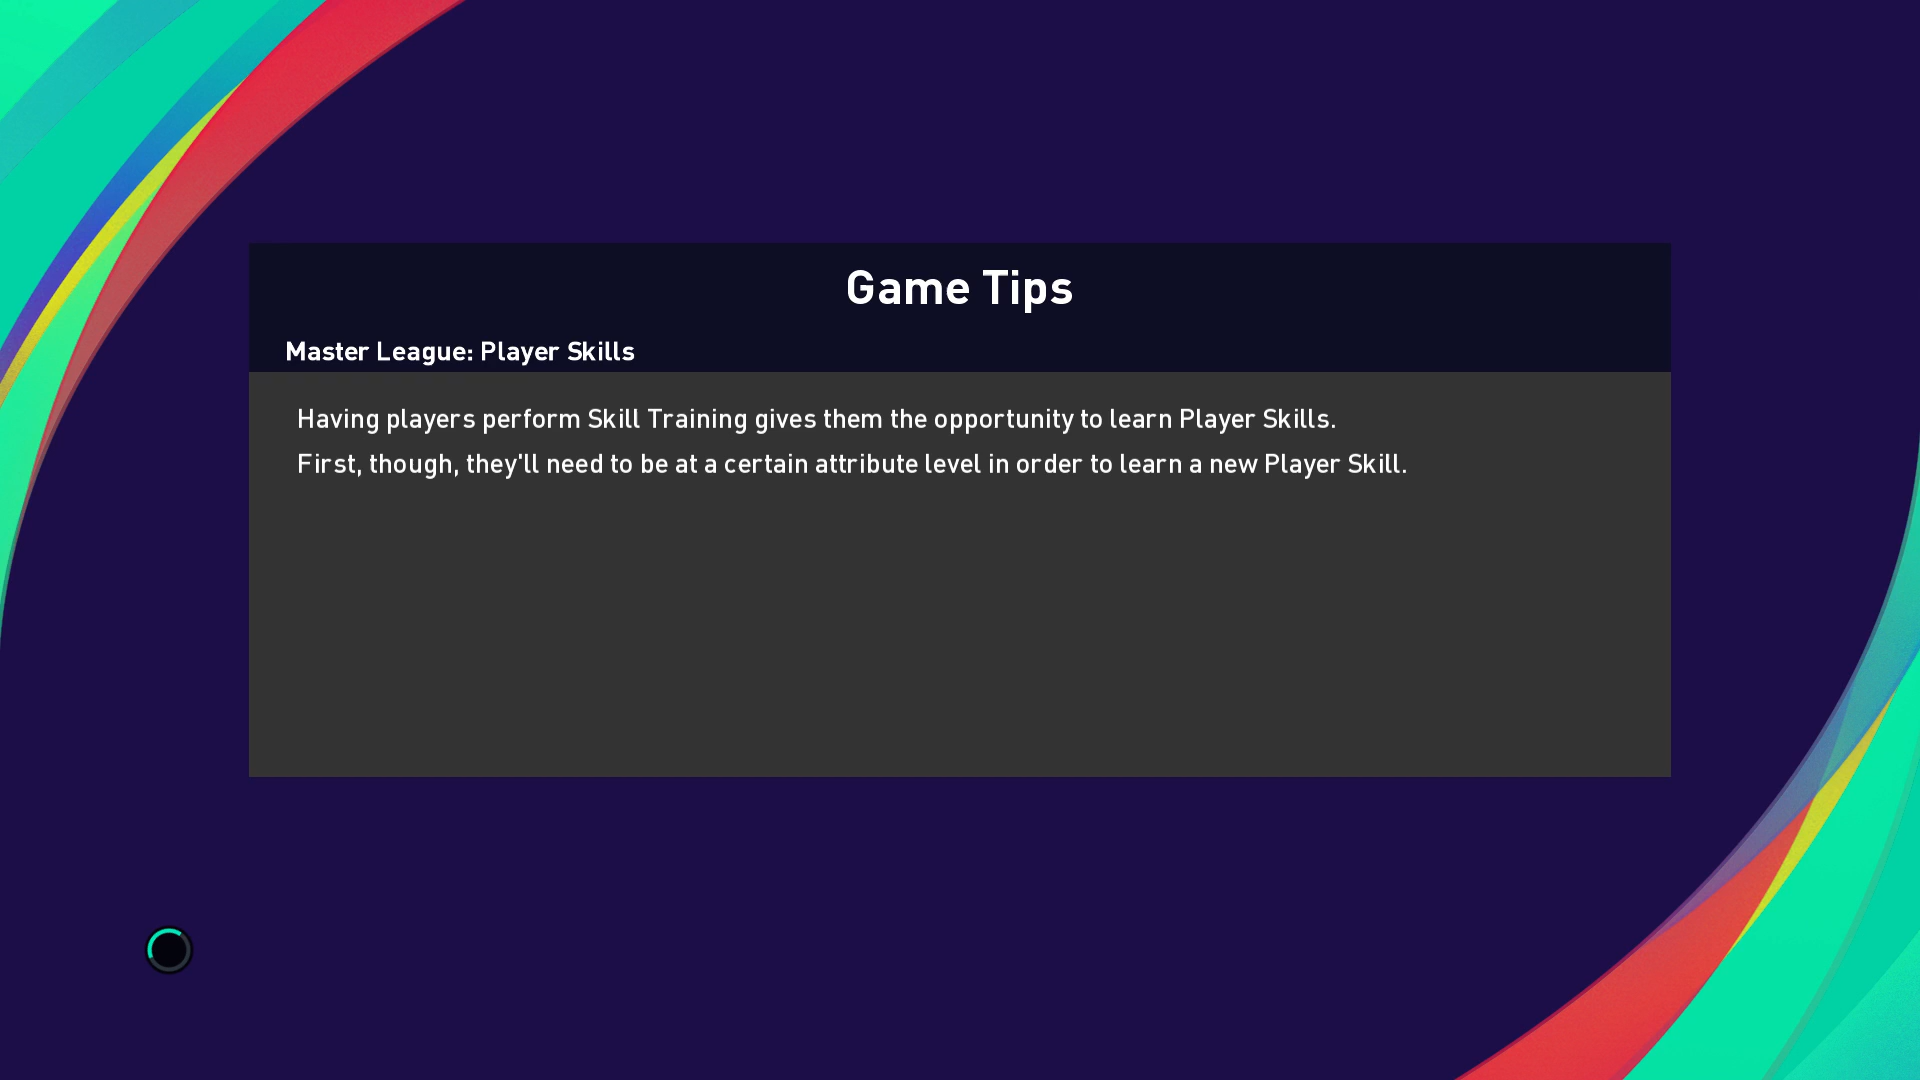 Game Tips
Master League: Player Skills
Having players perform Skill Training gives them the opportunity to learn Player Skills.
First, though, they'll need to be at a certain attribute level in order to learn a new Player Skill.